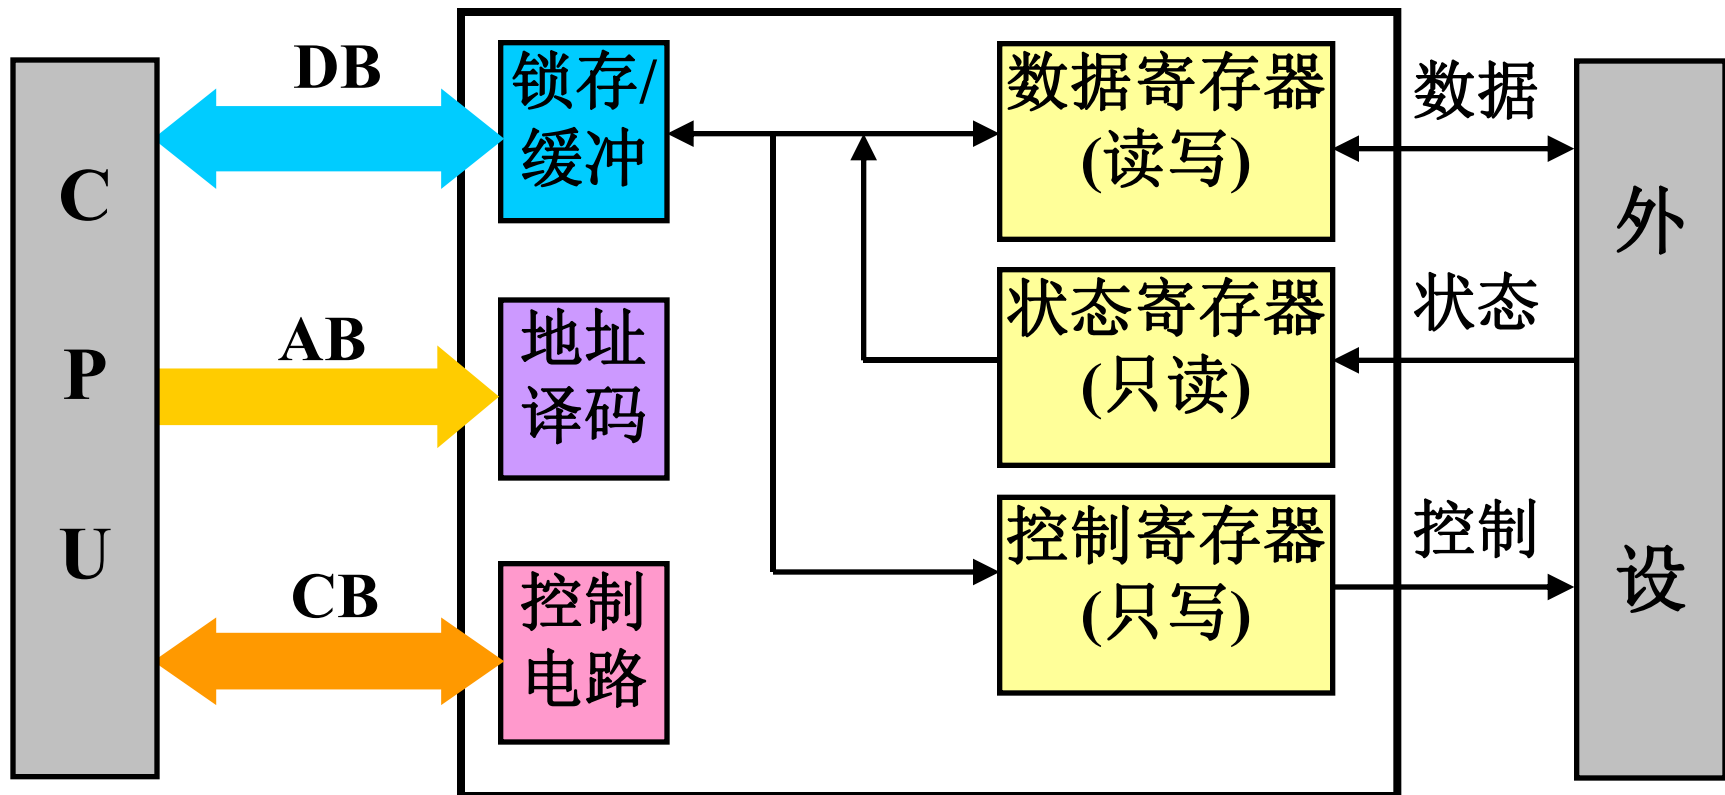 C
P
U
DB
AB
CB
锁存/
缓冲
地址
译码
控制
电路
数据寄存器
(读写)
状态寄存器
(只读)
控制寄存器
(只写)
数据
状态
控制
外
设